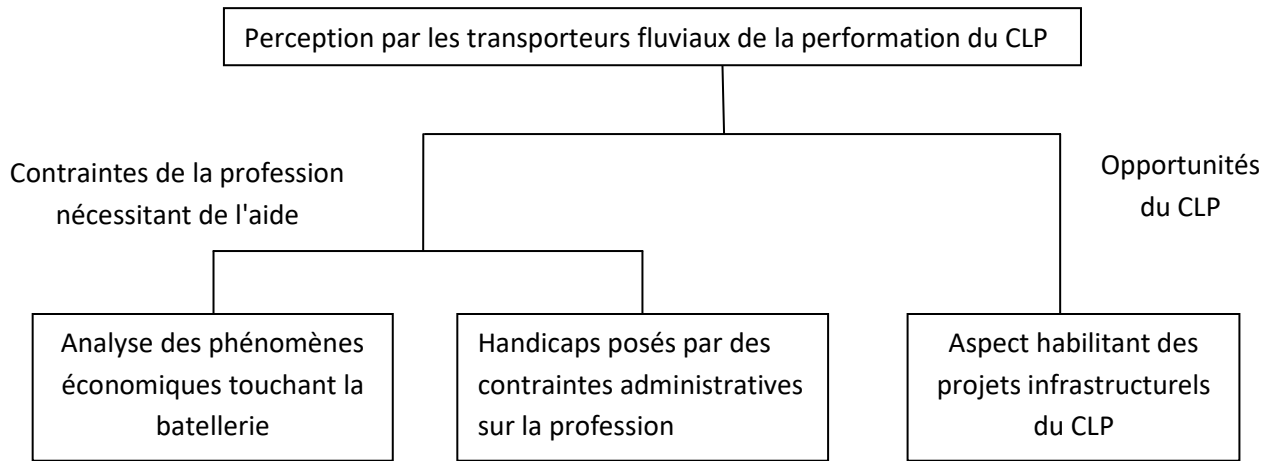 Perception par les transporteurs fluviaux de la performation du CLP
Contraintes de la profession
nécessitant de l'aide
Opportunités
du CLP
Analyse des phénomènes
économiques touchant la
batellerie
Handicaps posés par des
contraintes administratives
sur la profession
Aspect habilitant des
projets infrastructurels
du CLP